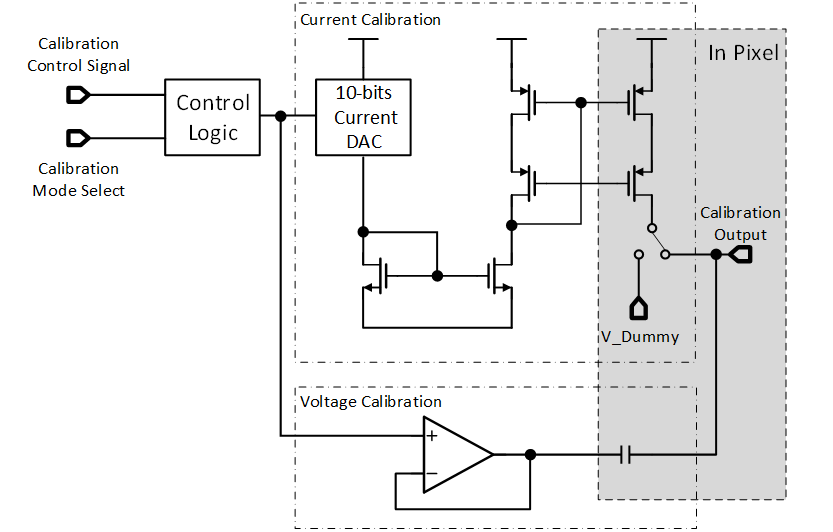 Current Calibration
In Pixel
Calibration
Control Signal
Control
Logic
Calibration
Mode Select
10-bits
Current
DAC
Calibration
Output
V_Dummy
Voltage Calibration
+
−